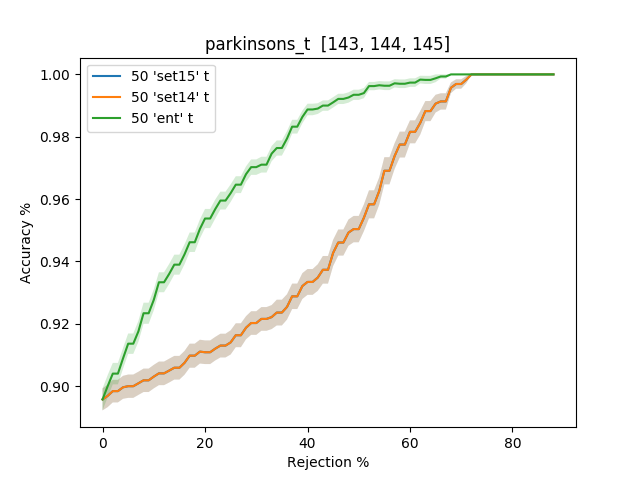 parkinsons_t [143, 144, 145]
50 'set15' t
50 'set14' t
50 'ent' t
Accuracy %
1.00
0.98
0.96
0.94
0.92
0.90
0 20 40 60 80
Rejection %